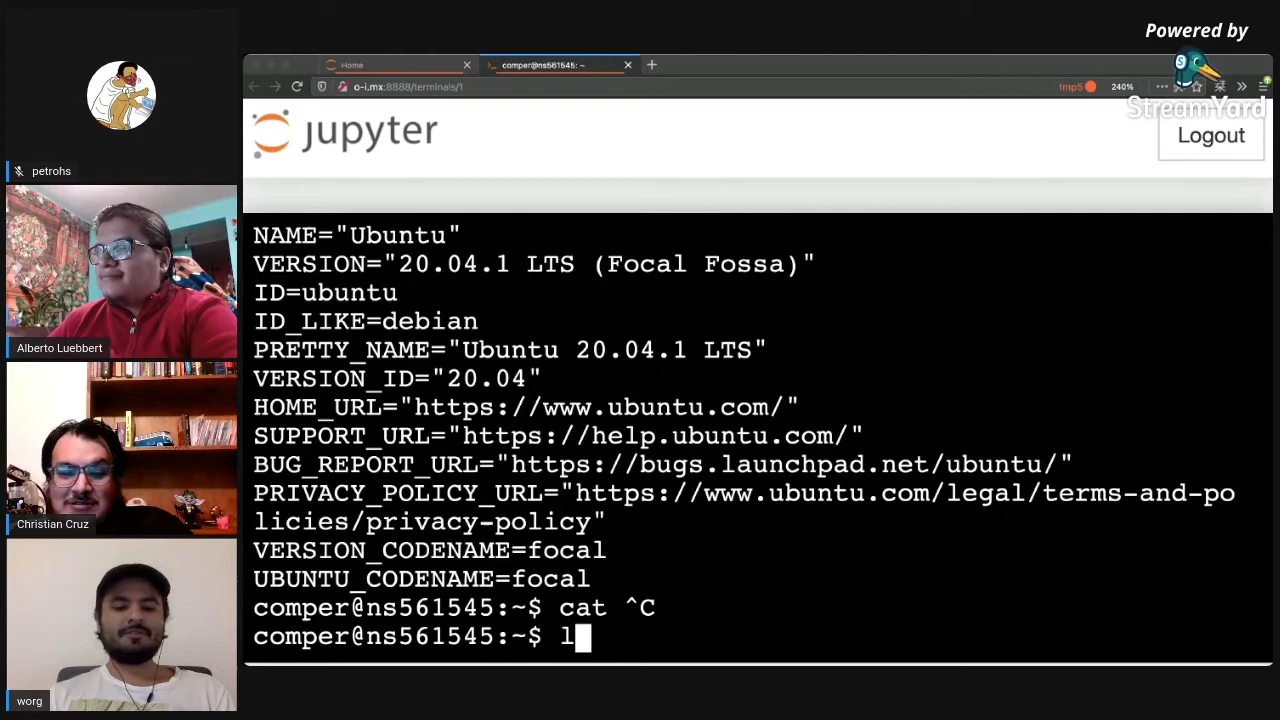 Powered by
StreamYard
Home
comper@ns561545: ~
o-i.mx:8888/terminals/1
tmp5
240%
jupyter
Logout
NAME="Ubuntu"
VERSION="20.04.1 LTS (Focal Fossa)"
ID=ubuntu
ID_LIKE=debian
PRETTY_NAME="Ubuntu 20.04.1 LTS"
VERSION_ID="20.04"
HOME_URL="https://www.ubuntu.com/"
SUPPORT_URL="https://help.ubuntu.com/"
BUG_REPORT_URL="https://bugs.launchpad.net/ubuntu/"
PRIVACY_POLICY_URL="https://www.ubuntu.com/legal/terms-and-po
licies/privacy-policy"
VERSION_CODENAME=focal
UBUNTU_CODENAME=focal
comper@ns561545:~$ cat ^C
comper@ns561545:~$ l
petrohs
Alberto Luebbert
Christian Cruz
worg